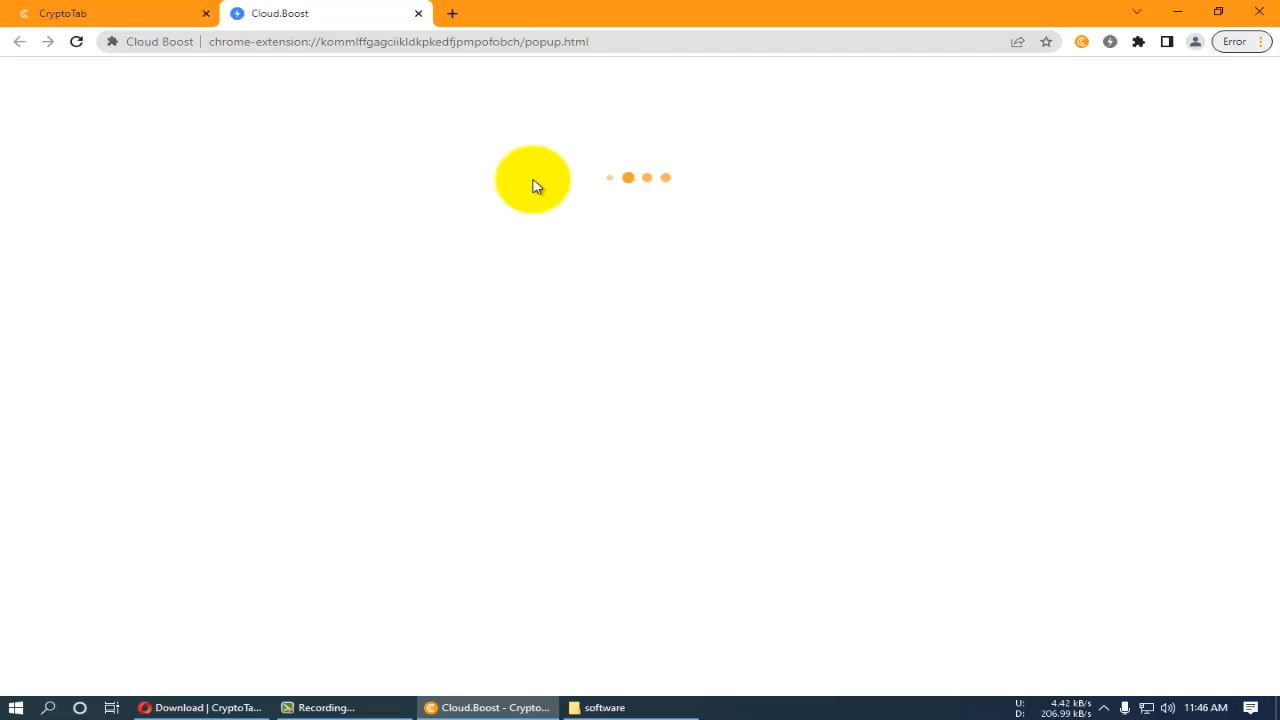 CryptoTab
Cloud.Boost
Cloud Boost
chrome-extension://kommlffgagciikldkpkedfjpmpofobch/popup.html
Error
Download | CryptoTa...
Recording...
Cloud.Boost - Crypto...
software
U: 4.42 kB/s
D: 206.99 kB/s
11:46 AM